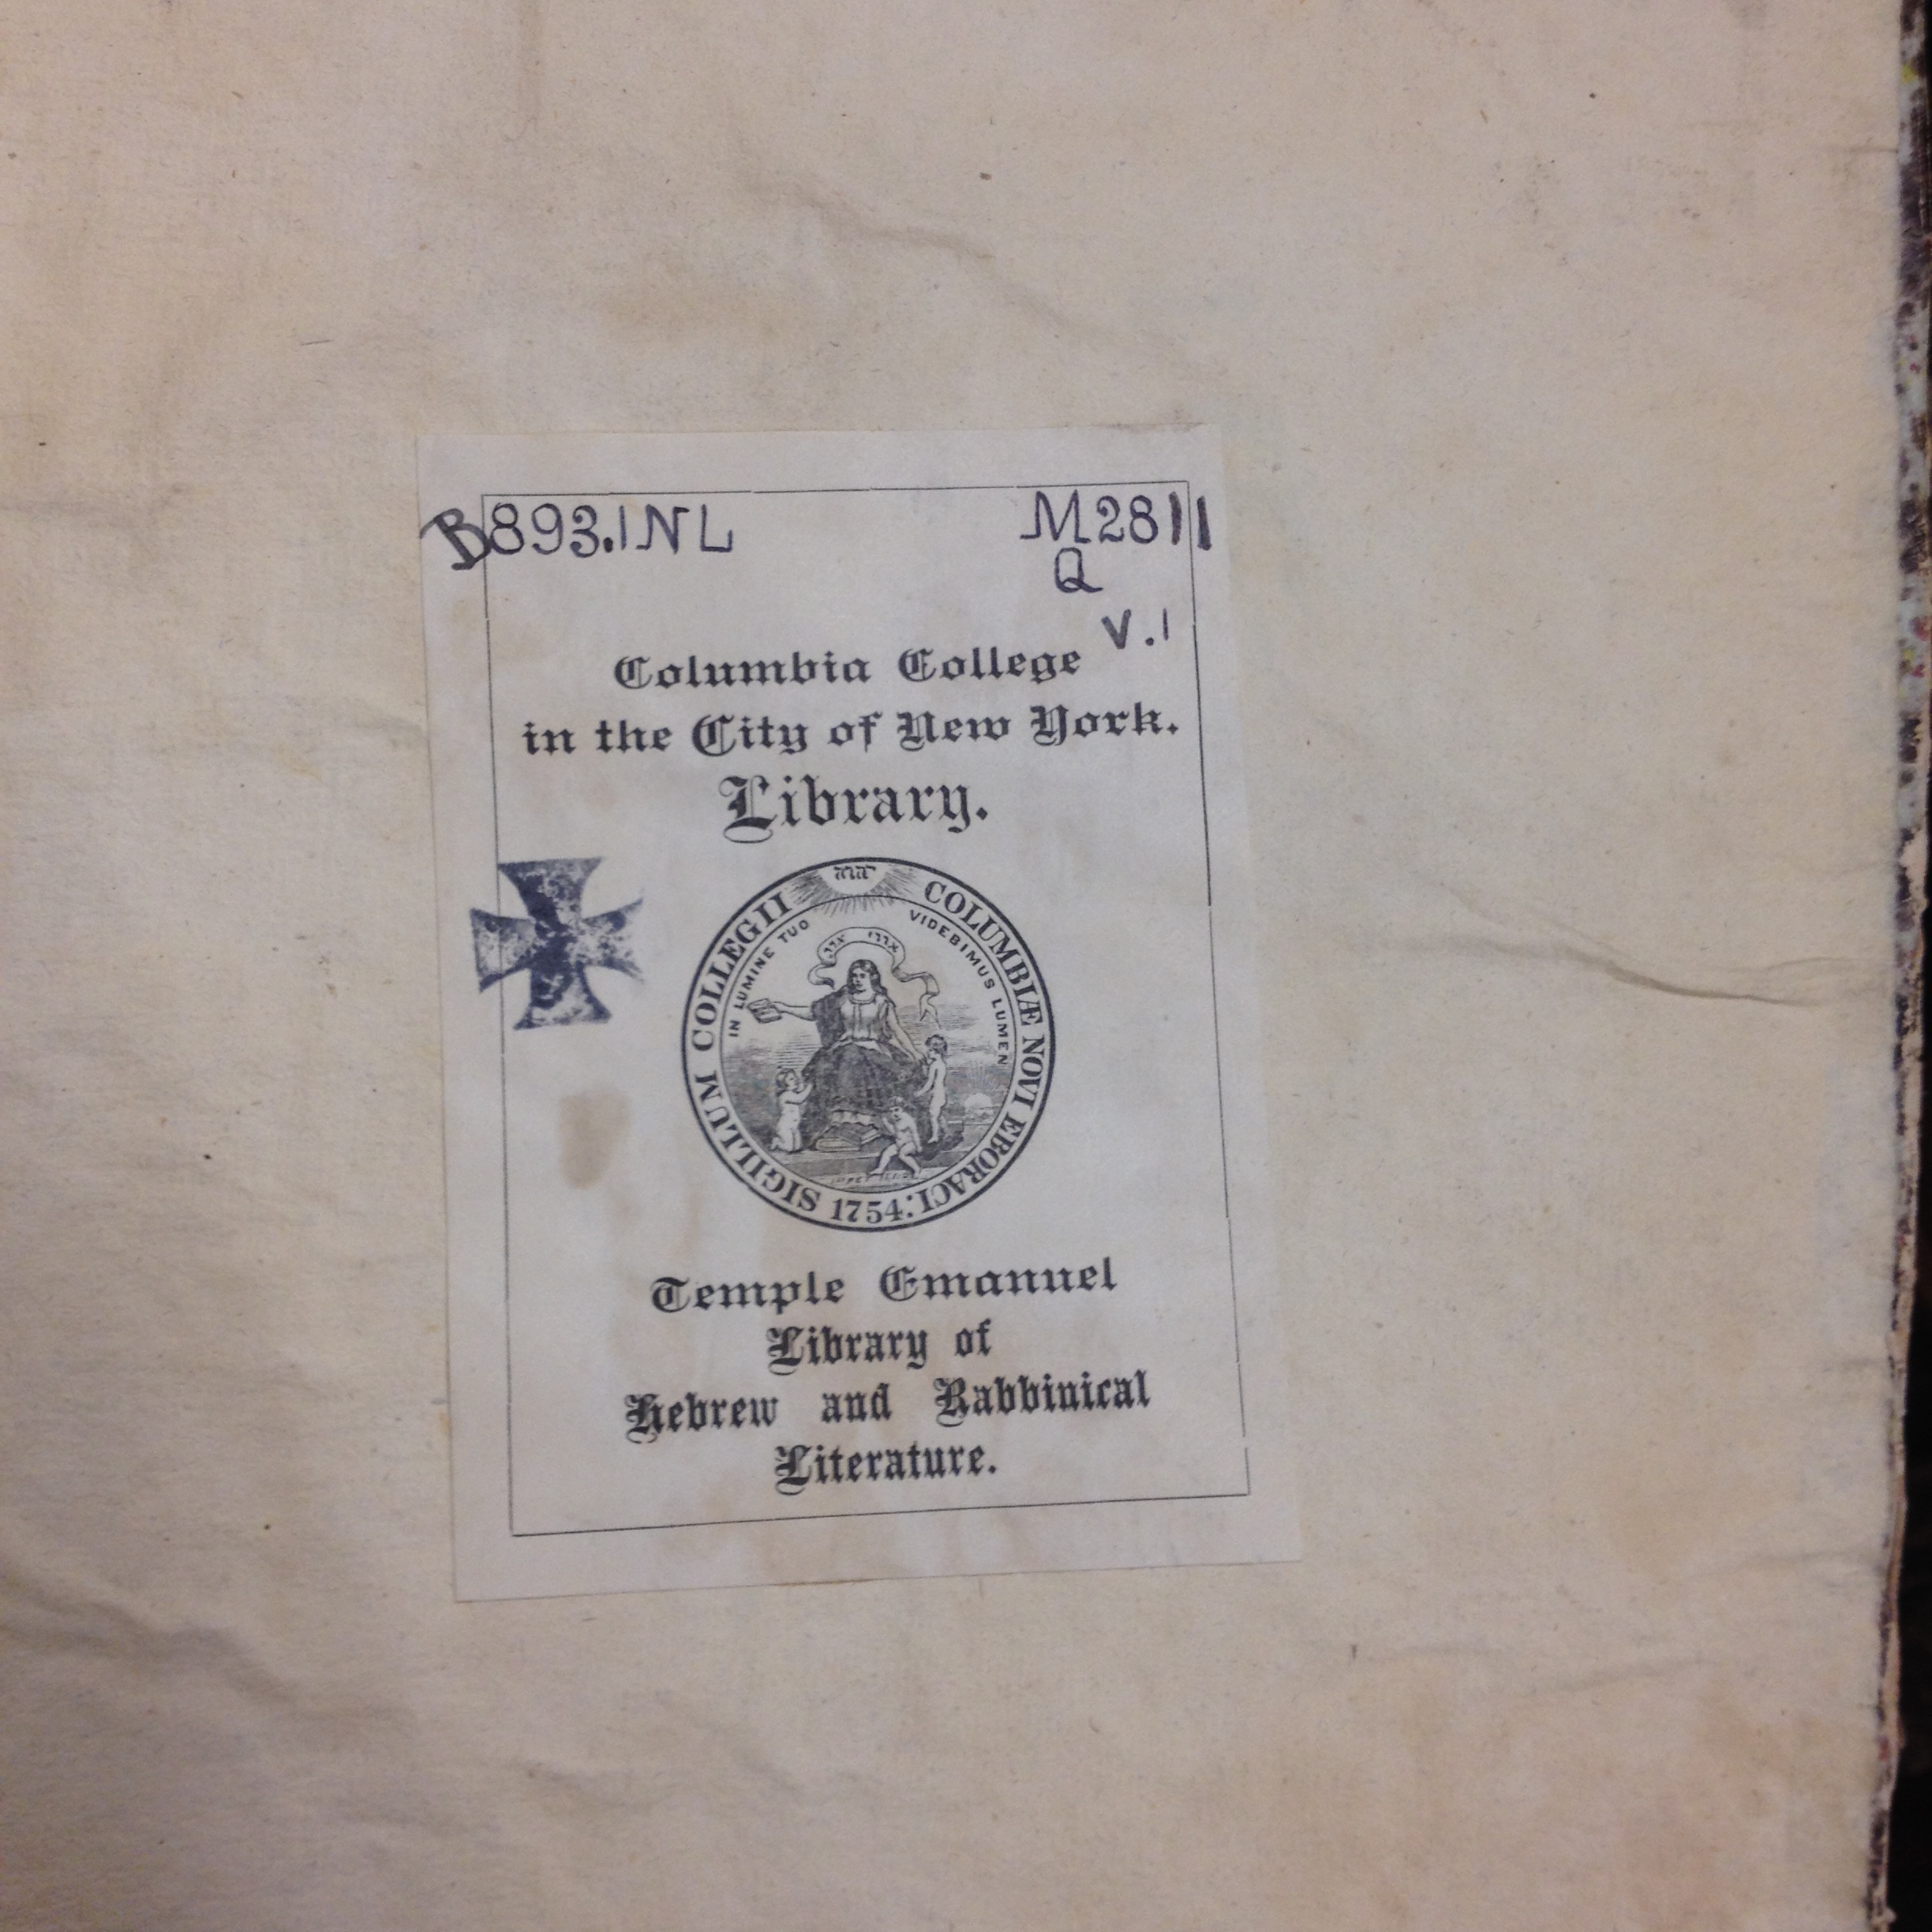 B893.1NL M2811
Q
V.1
Columbia College
in the City of New York.
Library.
SIGILLUM COLLEGII COLUMBIÆ NOVI EBORACI.
IN LUMINE TUO VIDEBIMUS LUMEN
1754.
Temple Emanuel
Library of
Hebrew and Rabbinical
Literature.